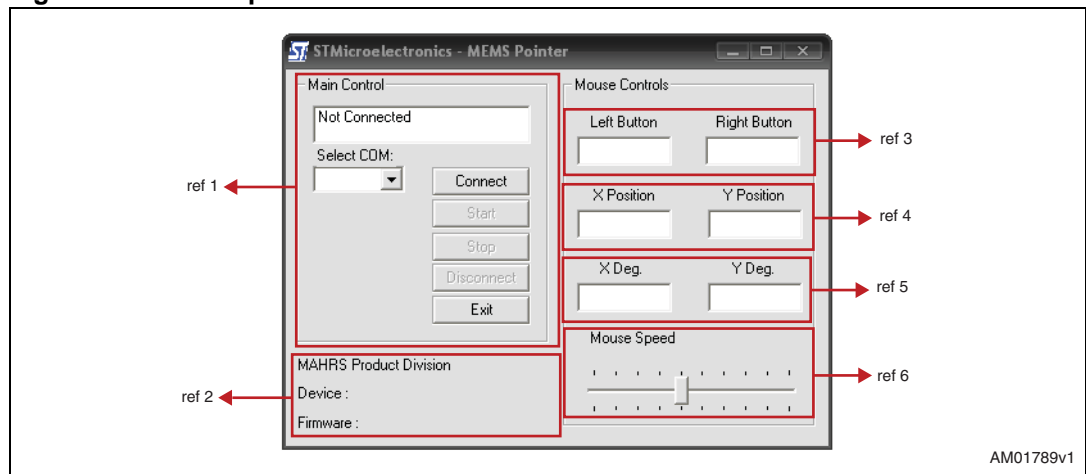 STMicroelectronics - MEMS Pointer
Main Control
Not Connected
Select COM:
Connect
Start
Stop
Disconnect
Exit
MAHRS Product Division
Device :
Firmware :
Mouse Controls
Left Button Right Button
X Position Y Position
X Deg. Y Deg.
Mouse Speed
ref 1
ref 2
ref 3
ref 4
ref 5
ref 6
AM01789v1